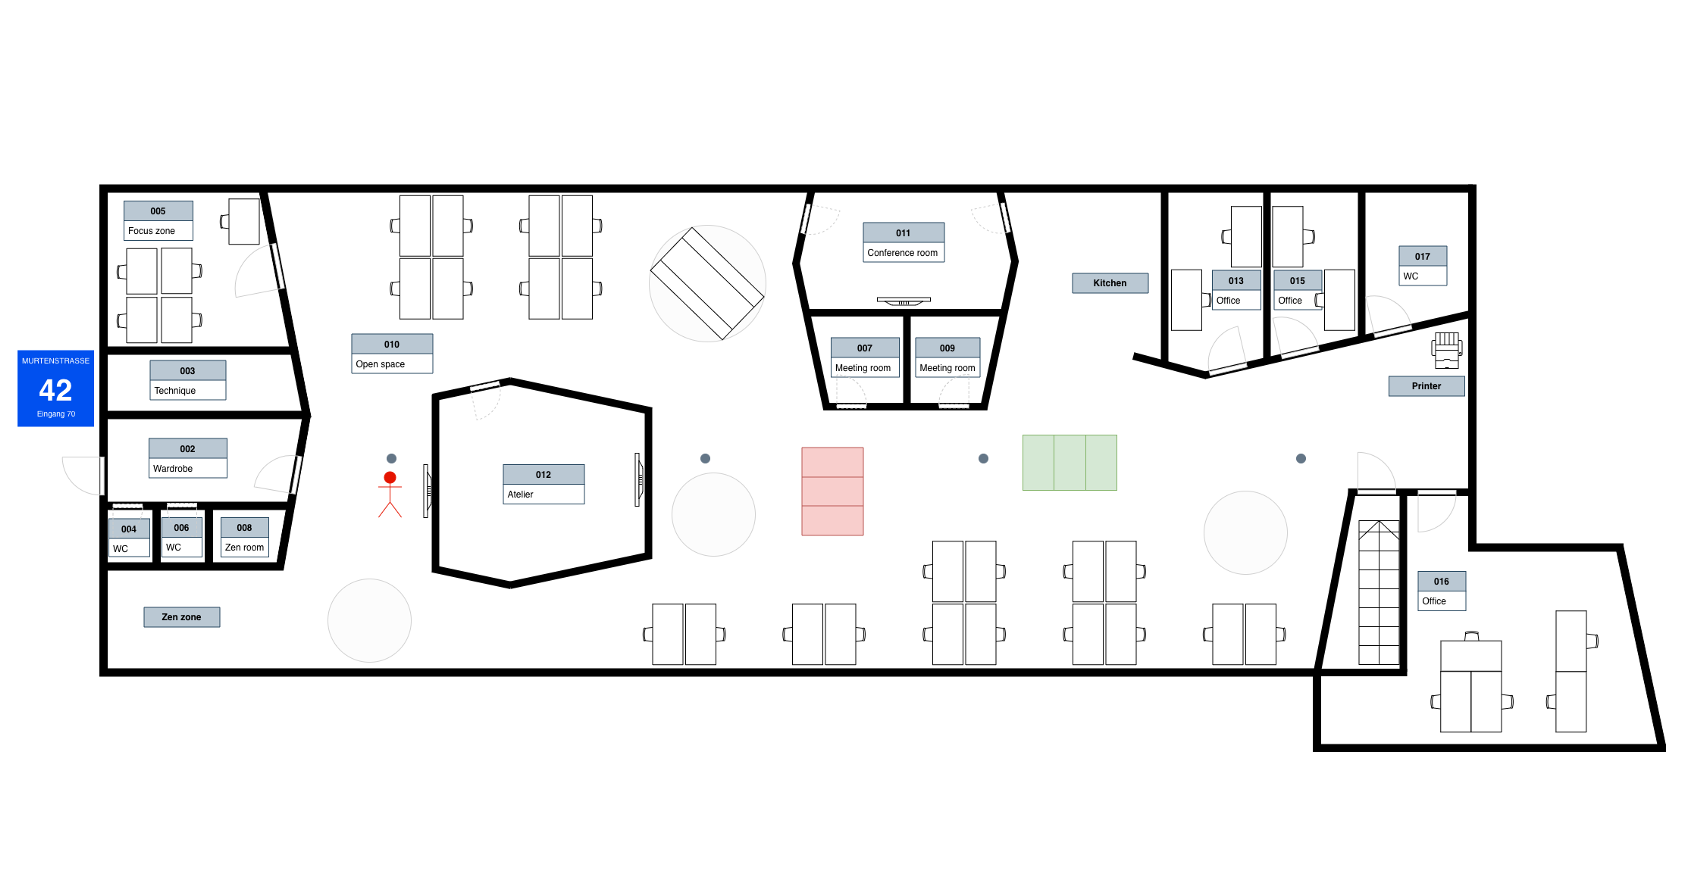 MURTENSTRASSE
42
Eingang 70
005
Focus zone
003
Technique
002
Wardrobe
004
WC
006
WC
008
Zen room
Zen zone
010
Open space
012
Atelier
011
Conference room
007
Meeting room
009
Meeting room
Kitchen
013
Office
015
Office
017
WC
Printer
016
Office